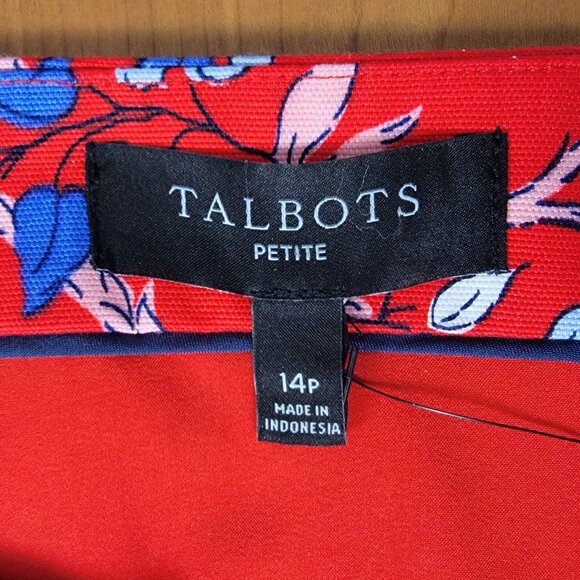 TALBOTS
PETITE
14P
MADE IN
INDONESIA